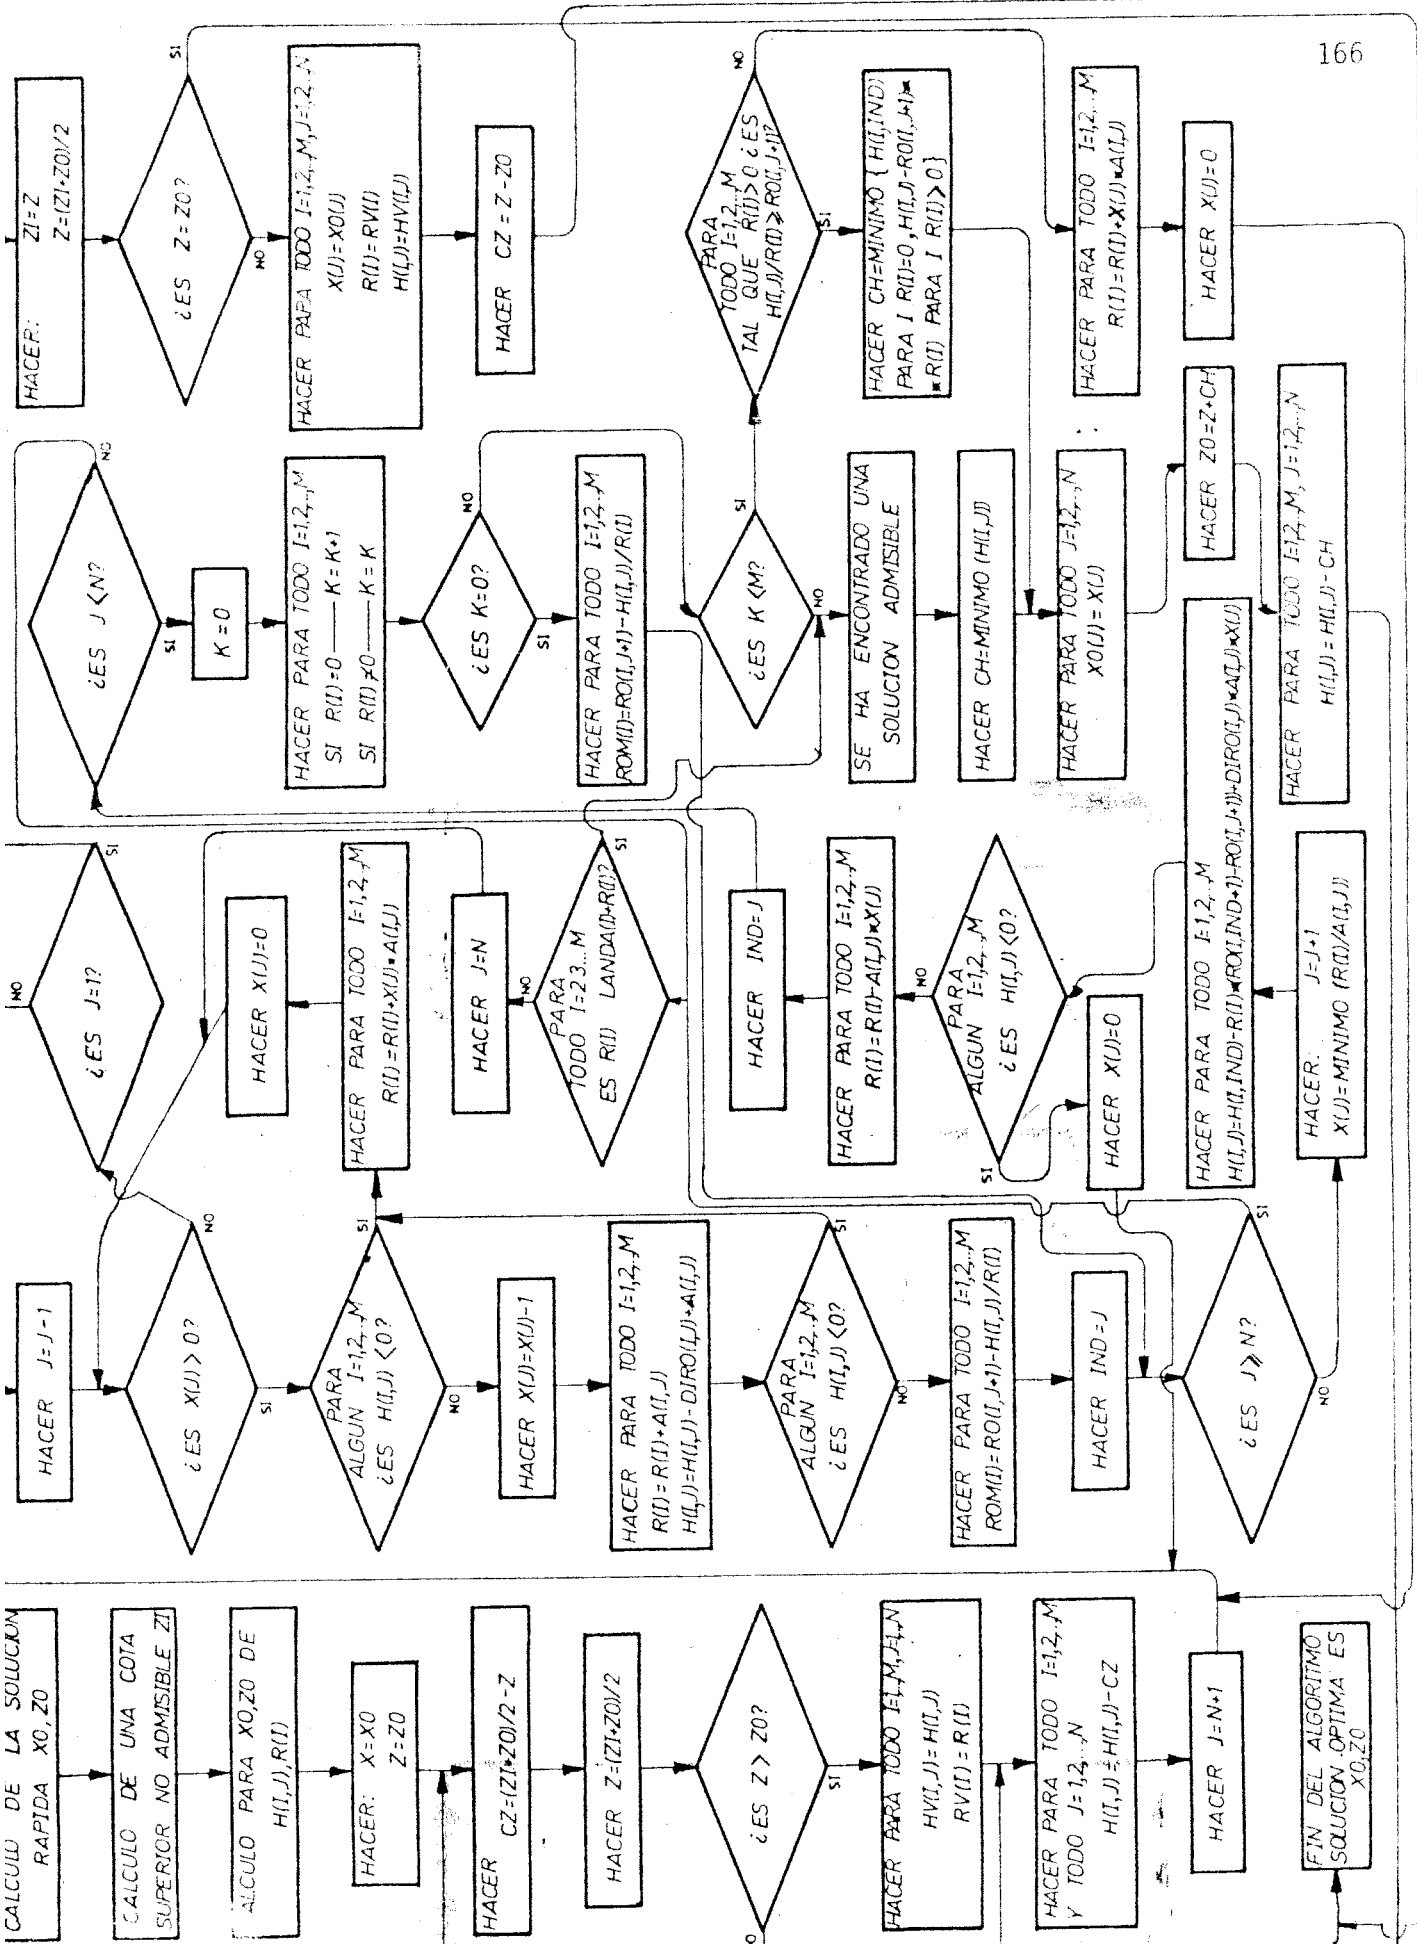 166
CALCULO DE LA SOLUCION
RAPIDA X0,Z0
CALCULO DE UNA COTA
SUPERIOR NO ADMISIBLE ZI
ALCULO PARA X0,Z0 DE
H(I,J),R(I)
HACER: X=X0
Z=Z0
HACER
CZ=(ZI+Z0)/2-Z
HACER Z=(ZI+Z0)/2
¿ES Z > Z0?
SI
HACER PARA TODO I=1,M,J=1,N
HV(I,J)=H(I,J)
RV(I)=R(I)
HACER PARA TODO I=1,2,..M
Y TODO J=1,2,..N
H(I,J)=H(I,J)-CZ
HACER J=N+1
FIN DEL ALGORITMO
SOLUCION OPTIMA ES
X0,Z0
HACER J=J-1
¿ES X(J)>0?
NO
SI
PARA
ALGUN I=1,2,..M
¿ES H(I,J)<0?
SI
NO
HACER X(J)=X(J)-1
HACER PARA TODO I=1,2,..M
R(I)=R(I)+A(I,J)
H(I,J)=H(I,J)-DIRO(I,J)*A(I,J)
PARA
ALGUN I=1,2,..M
¿ES H(I,J)<0?
SI
NO
HACER PARA TODO I=1,2,..M
ROM(I)=RO(I,J+1)-H(I,J)/R(I)
HACER IND=J
¿ES J⩾N?
SI
NO
¿ES J=1?
NO
SI
HACER X(J)=0
HACER PARA TODO I=1,2,..M
R(I)=R(I)+X(J)*A(I,J)
HACER J=N
NO
PARA
TODO I=2,3,..M
ES R(I) LANDA(I)*R(I)?
SI
HACER IND=J
HACER PARA TODO I=1,2,..,M
R(I)=R(I)-A(I,J)*X(J)
NO
PARA
ALGUN I=1,2,..M
¿ES H(I,J)<0?
SI
HACER X(J)=0
HACER PARA TODO I=1,2,..M
H(I,J)=H(I,IND)-R(I)*(RO(I,IND+1)-RO(I,J+1))-DIRO(I,J)*A(I,J)*X(J)
HACER: J=J+1
X(J)=MINIMO (R(I)/A(I,J))
¿ES J<N?
NO
SI
K=0
HACER PARA TODO I=1,2,..,M
SI R(I)=0 —— K=K+1
SI R(I)≠0 —— K=K
¿ES K=0?
NO
SI
HACER PARA TODO I=1,2,..M
ROM(I)=RO(I,J+1)-H(I,J)/R(I)
¿ES K<M?
SI
NO
SE HA ENCONTRADO UNA
SOLUCION ADMISIBLE
HACER CH=MINIMO (H(I,J))
HACER PARA TODO J=1,2,..,N
X0(J)=X(J)
HACER Z0=Z+CH
HACER PARA TODO I=1,2,..M, J=1,2,..N
H(I,J)=H(I,J)-CH
HACER: ZI=Z
Z=(ZI+Z0)/2
¿ES Z=Z0?
SI
NO
HACER PAPA TODO I=1,2,..M,J=1,2,..N
X(J)=X0(J)
R(I)=RV(I)
H(I,J)=HV(I,J)
HACER CZ=Z-Z0
PARA
TODO I=1,2,..,M
TAL QUE R(I)>0 ¿ES
H(I,J)/R(I)⩾RO(I,J+1)?
NO
SI
HACER CH=MINIMO { H(I,IND)
PARA I R(I)=0,H(I,J)-RO(I,J+1)*
*R(I) PARA I R(I)>0 }
HACER PARA TODO I=1,2,..M
R(I)=R(I)+X(J)*A(I,J)
HACER X(J)=0